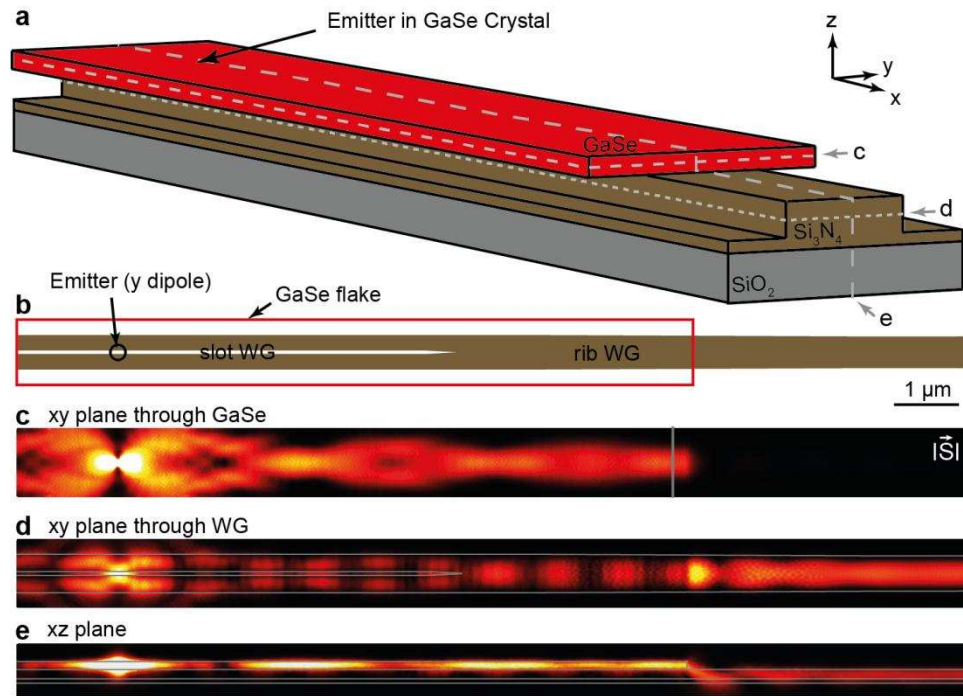 a
Emitter in GaSe Crystal
z
y
x
GaSe
c
d
Si₃N₄
SiO₂
e
Emitter (y dipole)
GaSe flake
b
slot WG
rib WG
1 µm
c xy plane through GaSe
|S⃗|
d xy plane through WG
e xz plane